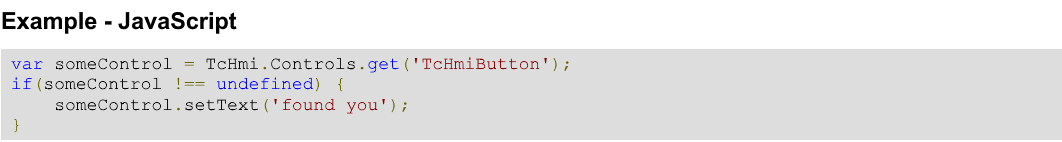 Example - JavaScript
var someControl = TcHmi.Controls.get('TcHmiButton');
if(someControl !== undefined) {
    someControl.setText('found you');
}